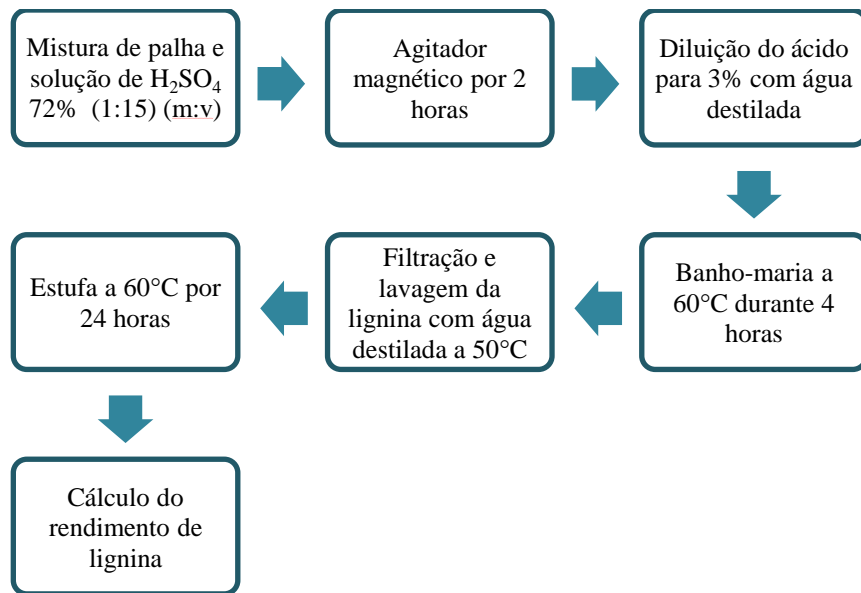 Mistura de palha e
solução de H₂SO₄
72% (1:15) (m:v)
Agitador
magnético por 2
horas
Diluição do ácido
para 3% com água
destilada
Banho-maria a
60°C durante 4
horas
Filtração e
lavagem da
lignina com água
destilada a 50°C
Estufa a 60°C por
24 horas
Cálculo do
rendimento de
lignina